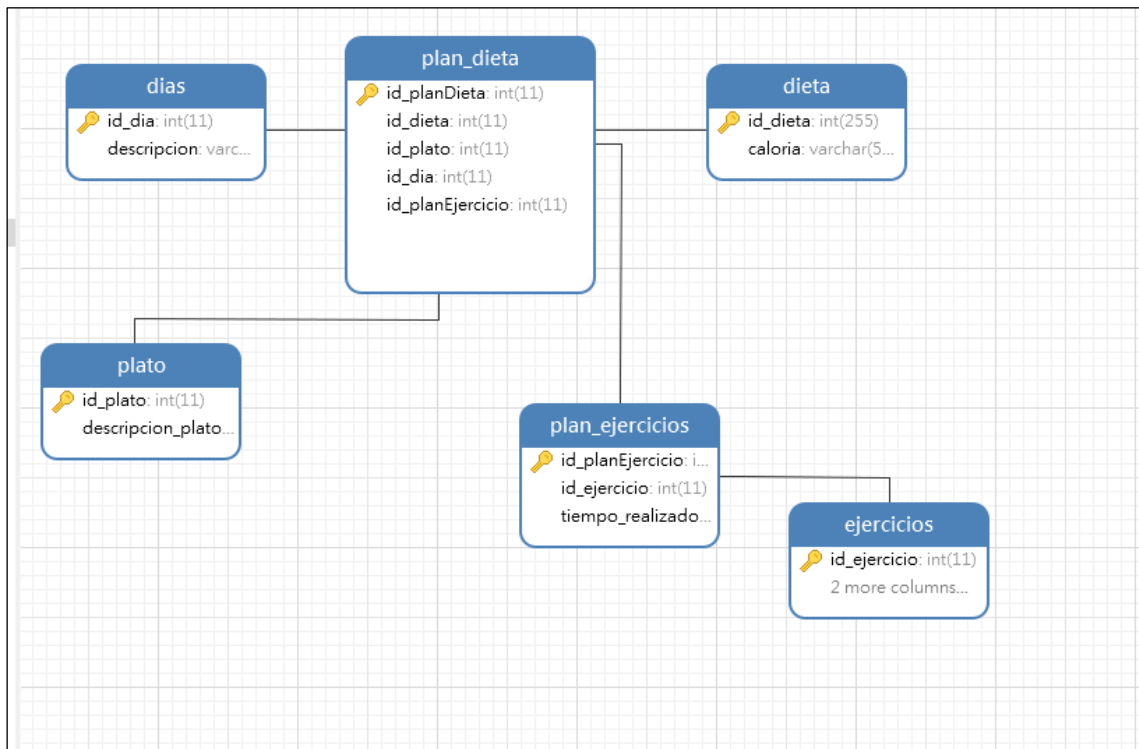 dias
id_dia: int(11)
descripcion: varc...
plan_dieta
id_planDieta: int(11)
id_dieta: int(11)
id_plato: int(11)
id_dia: int(11)
id_planEjercicio: int(11)
dieta
id_dieta: int(255)
caloria: varchar(5...
plato
id_plato: int(11)
descripcion_plato...
plan_ejercicios
id_planEjercicio: i...
id_ejercicio: int(11)
tiempo_realizado...
ejercicios
id_ejercicio: int(11)
2 more columns...